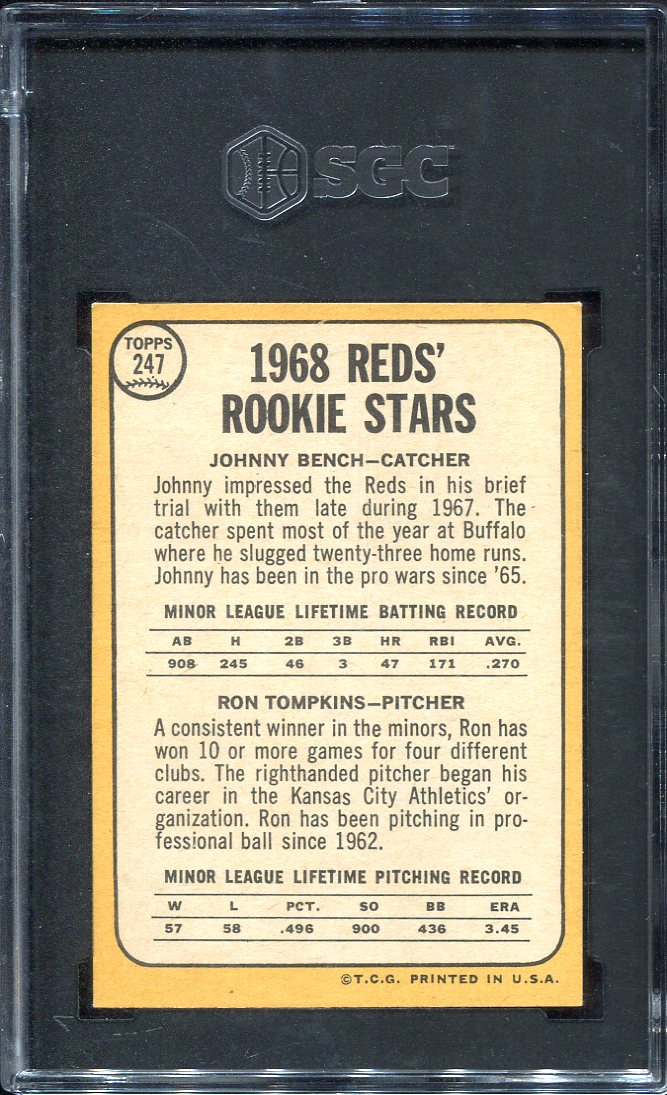 SGC
TOPPS
247
1968 REDS'
ROOKIE STARS
JOHNNY BENCH—CATCHER
Johnny impressed the Reds in his brief
trial with them late during 1967. The
catcher spent most of the year at Buffalo
where he slugged twenty-three home runs.
Johnny has been in the pro wars since '65.
MINOR LEAGUE LIFETIME BATTING RECORD
AB H 2B 3B HR RBI AVG.
908 245 46 3 47 171 .270
RON TOMPKINS—PITCHER
A consistent winner in the minors, Ron has
won 10 or more games for four different
clubs. The righthanded pitcher began his
career in the Kansas City Athletics' or-
ganization. Ron has been pitching in pro-
fessional ball since 1962.
MINOR LEAGUE LIFETIME PITCHING RECORD
W L PCT. SO BB ERA
57 58 .496 900 436 3.45
©T.C.G. PRINTED IN U.S.A.